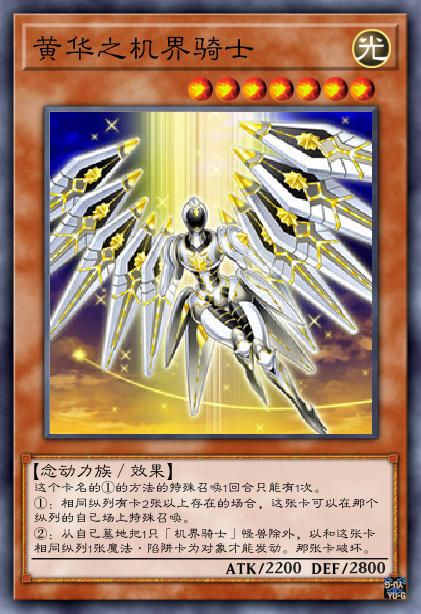 黄华之机界骑士
光
【念动力族／效果】
这个卡名的①的方法的特殊召唤1回合只能有1次。
①：相同纵列有卡2张以上存在的场合，这张卡可以在那个
纵列的自己场上特殊召唤。
②：从自己墓地把1只「机界骑士」怪兽除外，以和这张卡
相同纵列1张魔法·陷阱卡为对象才能发动。那张卡破坏。
ATK/2200 DEF/2800